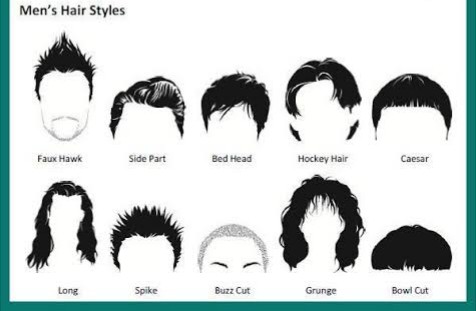 Men's Hair Styles
Faux Hawk Side Part Bed Head Hockey Hair Caesar
Long Spike Buzz Cut Grunge Bowl Cut